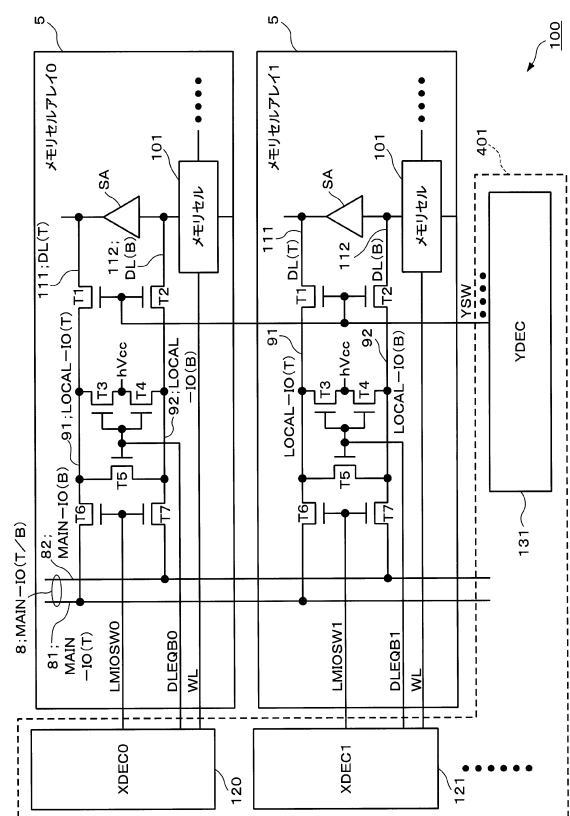 100
5
メモリセルアレイ0
SA
101
メモリセル
111;DL(T)
112;
DL(B)
T1
T2
91;LOCAL-IO(T)
T3
hVcc
T4
92;LOCAL
-IO(B)
T5
T6
T7
8;MAIN-IO(T/B)
82;
MAIN-IO(B)
81;
MAIN
-IO(T)
LMIOSW0
DLEQB0
WL
XDEC0
120
5
メモリセルアレイ1
SA
101
メモリセル
111
DL(T)
112
DL(B)
T1
T2
91
LOCAL-IO(T)
T3
hVcc
T4
92
LOCAL-IO(B)
T5
T6
T7
LMIOSW1
DLEQB1
WL
XDEC1
121
401
YSW
YDEC
131